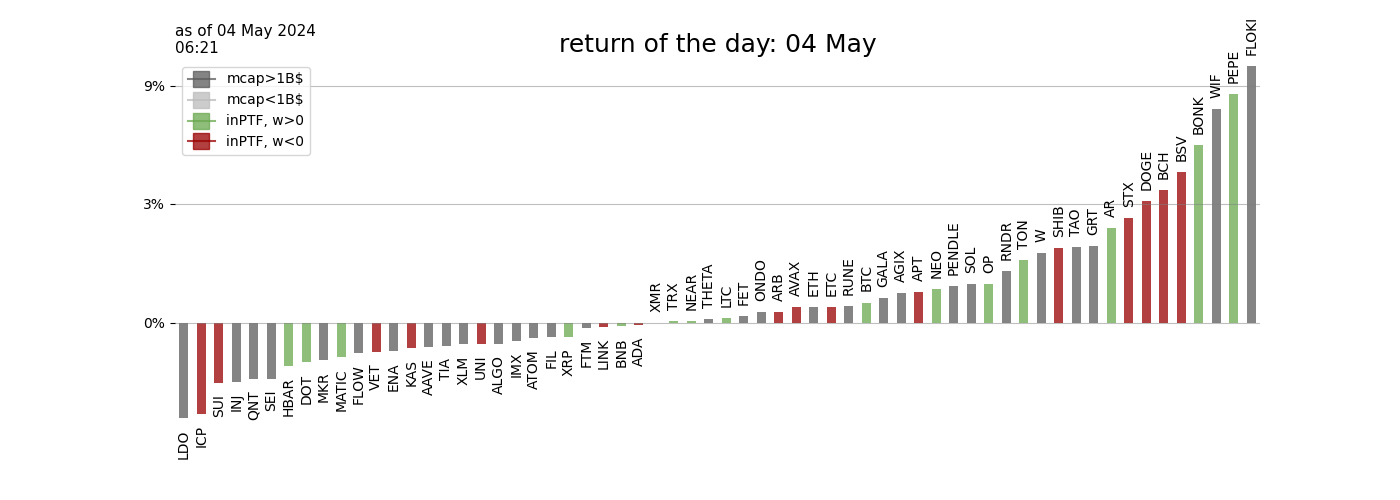 as of 04 May 2024
06:21
return of the day: 04 May
mcap>1B$
mcap<1B$
inPTF, w>0
inPTF, w<0
9%
3%
0%
LDO
ICP
SUI
INJ
QNT
SEI
HBAR
DOT
MKR
MATIC
FLOW
VET
ENA
KAS
AAVE
TIA
XLM
UNI
ALGO
IMX
ATOM
FIL
XRP
FTM
LINK
BNB
ADA
XMR
TRX
NEAR
THETA
LTC
FET
ONDO
ARB
AVAX
ETH
ETC
RUNE
BTC
GALA
AGIX
APT
NEO
PENDLE
SOL
OP
RNDR
TON
W
SHIB
TAO
GRT
AR
STX
DOGE
BCH
BSV
BONK
WIF
PEPE
FLOKI